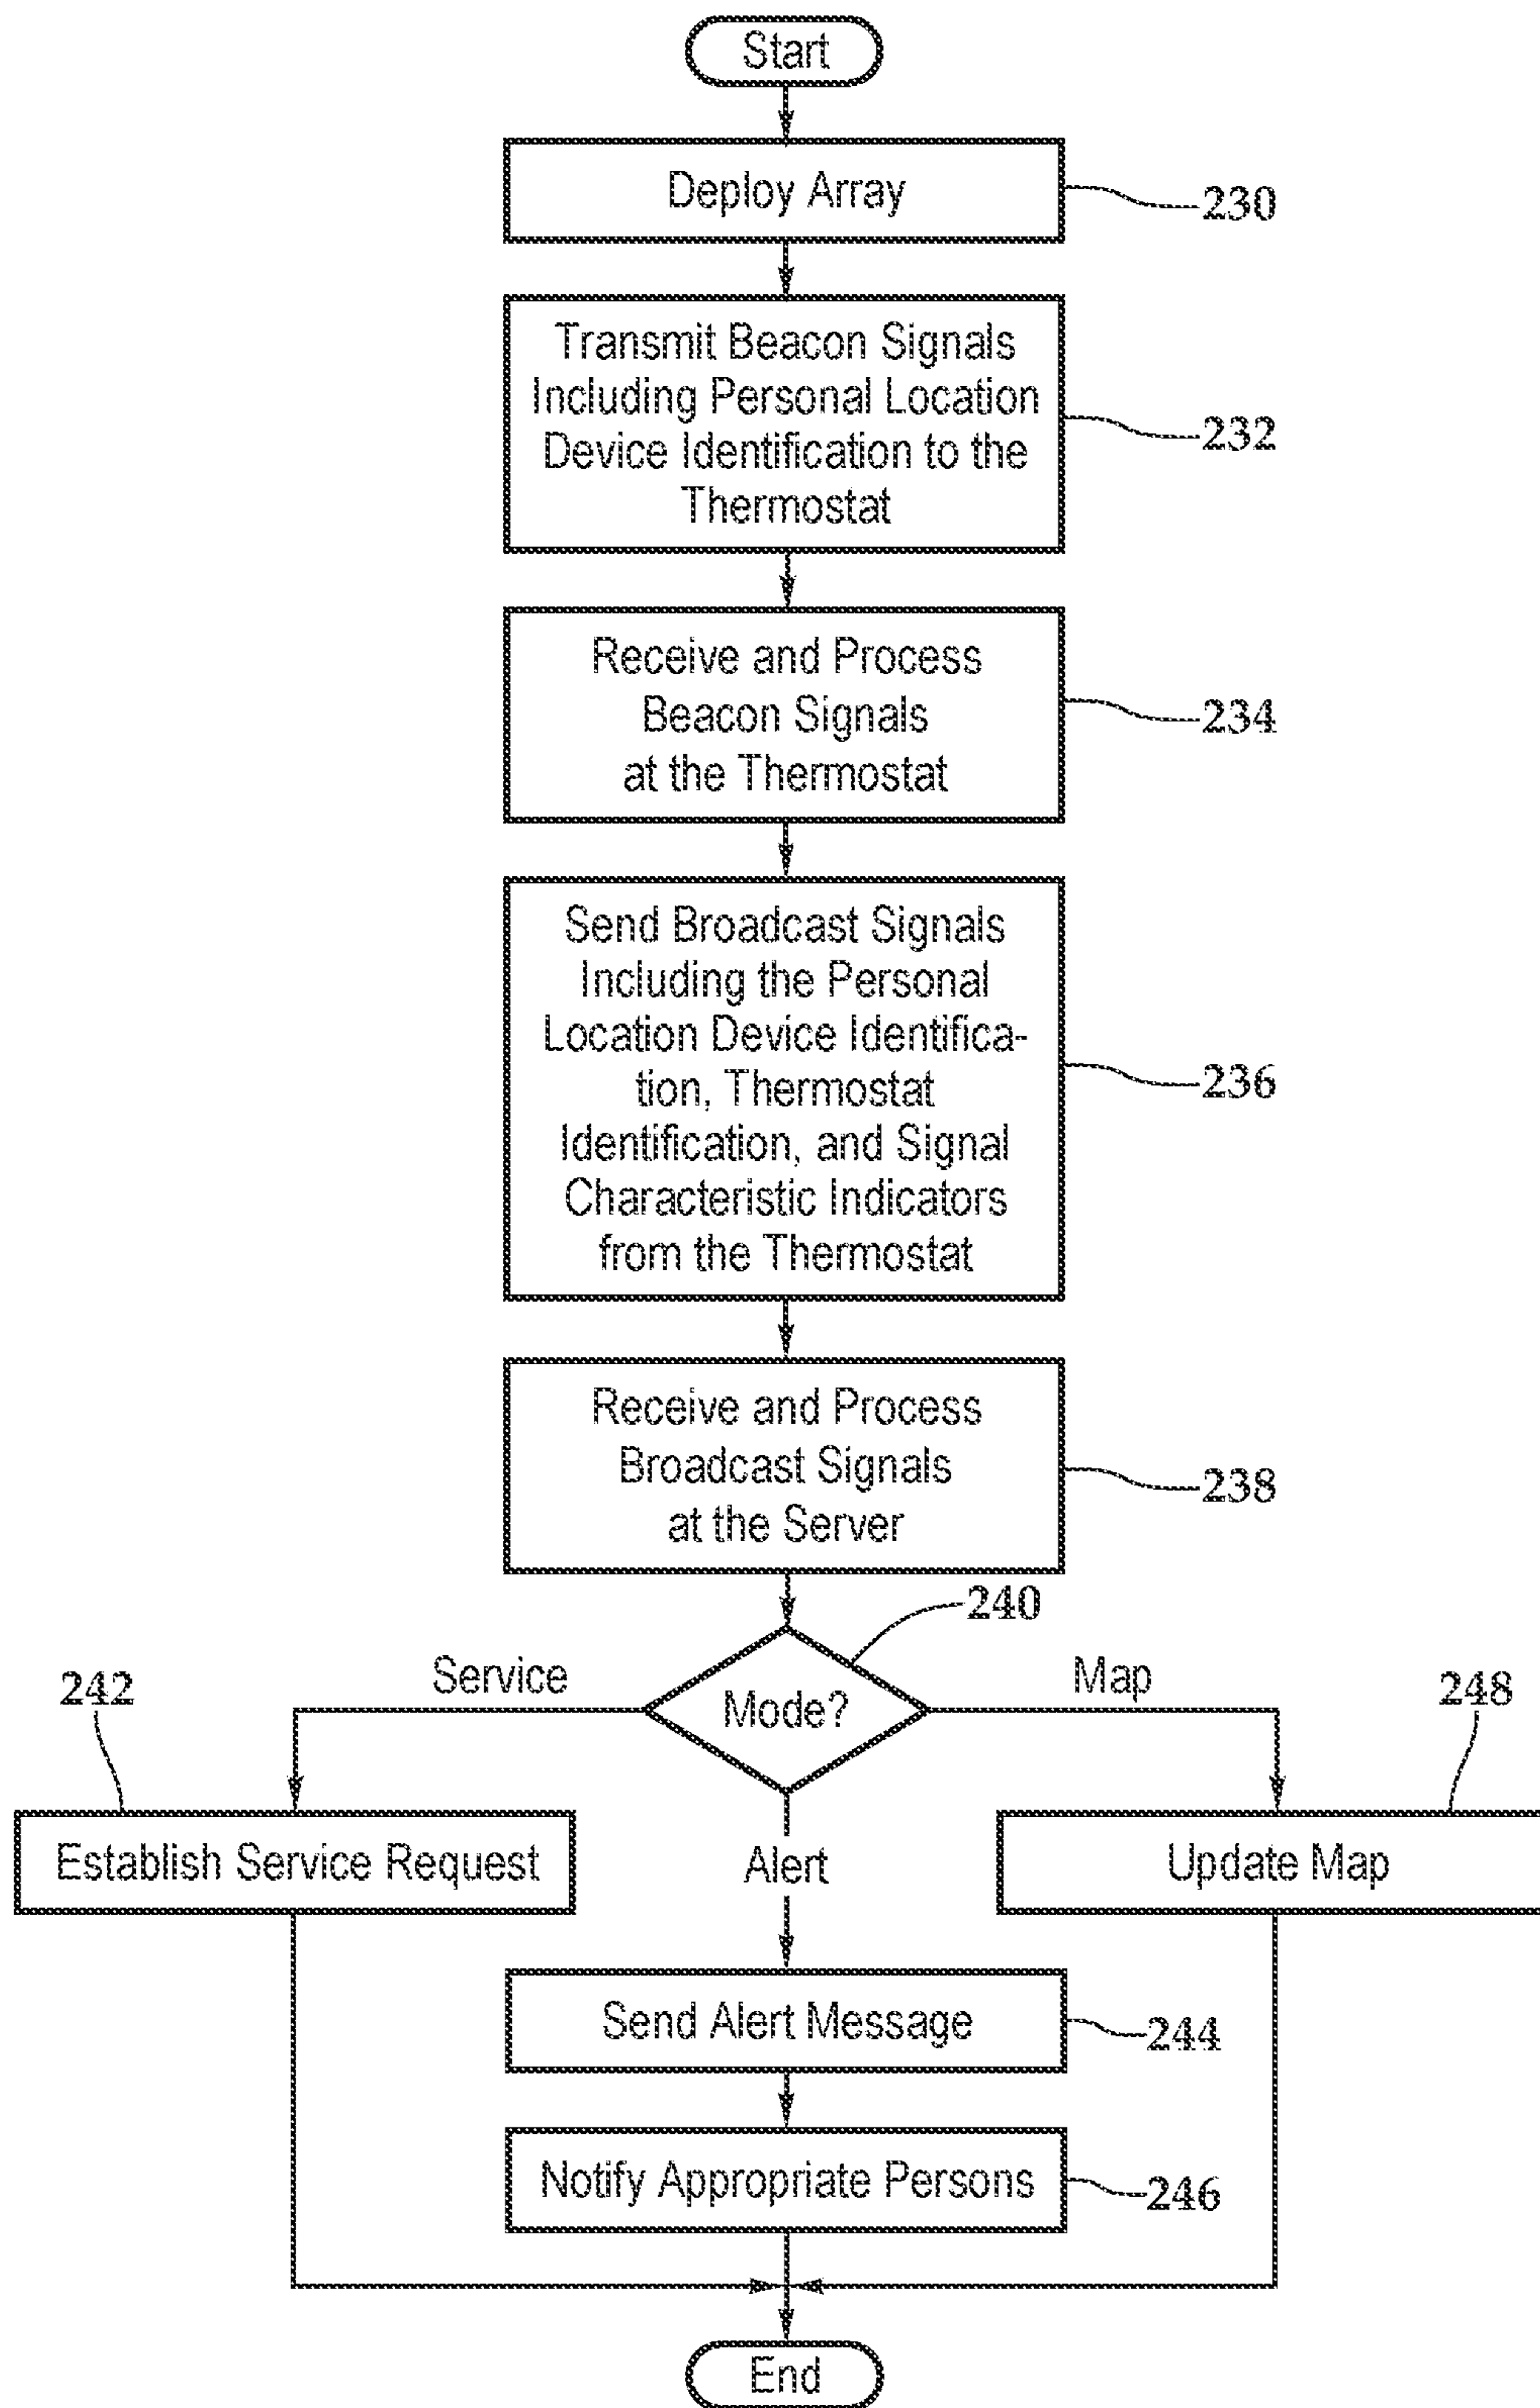 Start
Deploy Array
230
Transmit Beacon Signals
Including Personal Location
Device Identification to the
Thermostat
232
Receive and Process
Beacon Signals
at the Thermostat
234
Send Broadcast Signals
Including the Personal
Location Device Identifica-
tion, Thermostat
Identification, and Signal
Characteristic Indicators
from the Thermostat
236
Receive and Process
Broadcast Signals
at the Server
238
240
Mode?
Service
Map
242
248
Establish Service Request
Alert
Update Map
Send Alert Message
244
Notify Appropriate Persons
246
End